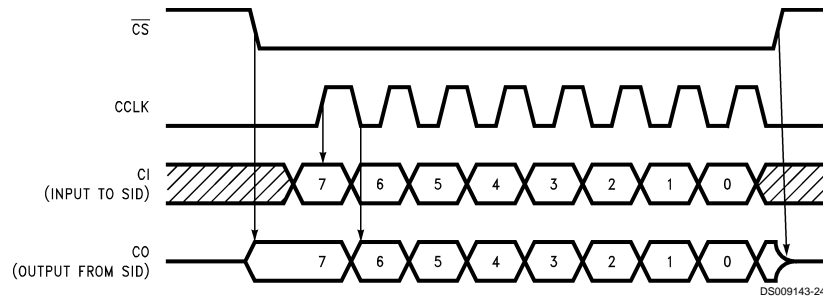 C̅S̅
CCLK
CI
(INPUT TO SID)
7 6 5 4 3 2 1 0
CO
(OUTPUT FROM SID)
7 6 5 4 3 2 1 0
DS009143-24